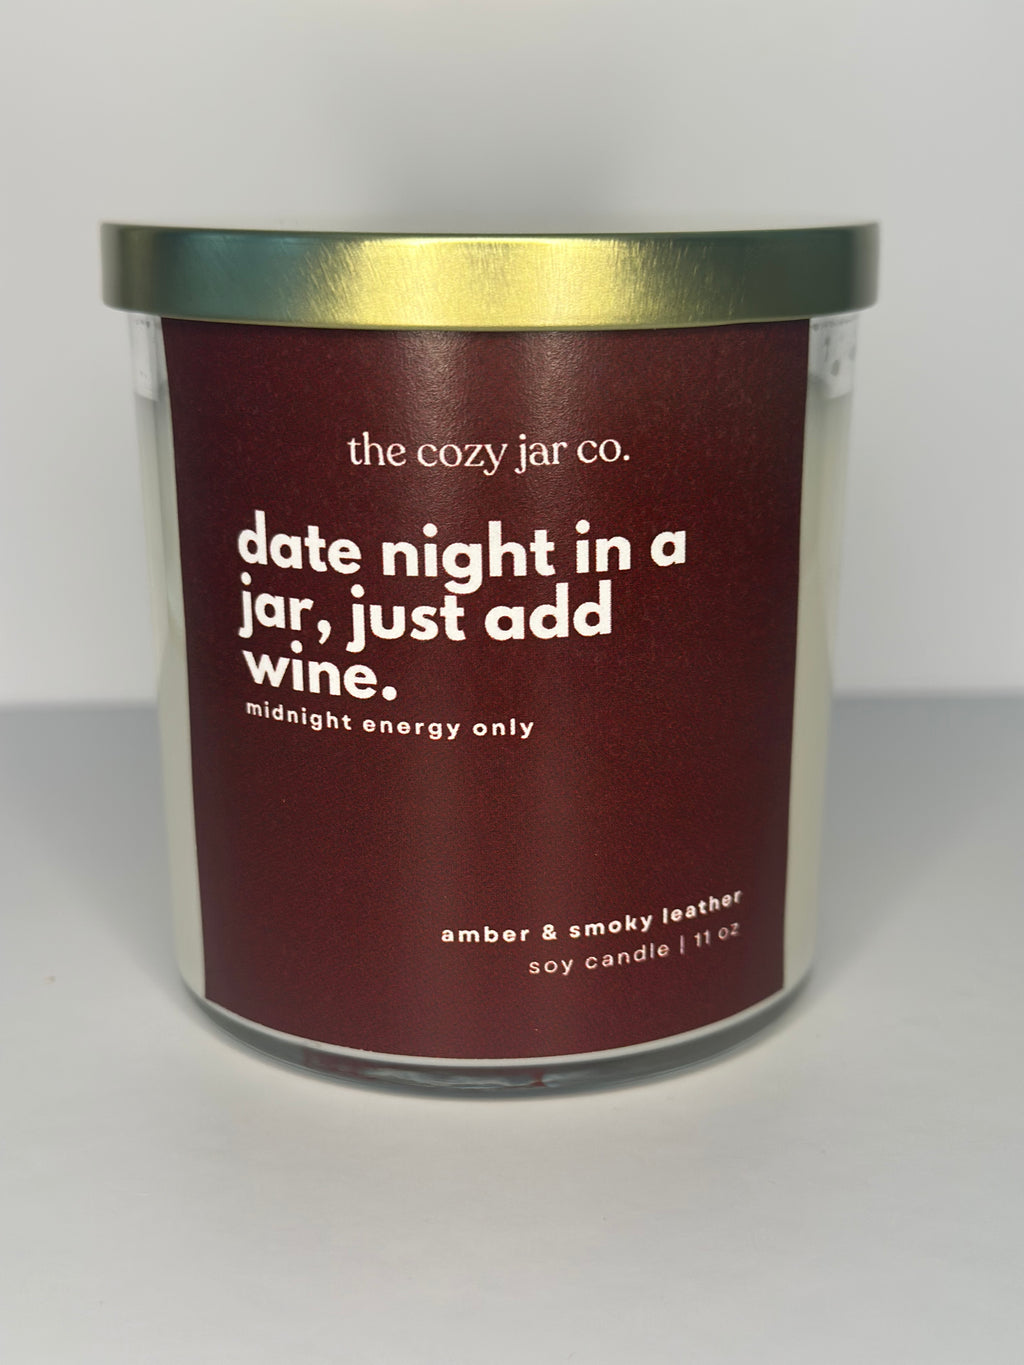 the cozy jar co.
date night in a
jar, just add
wine.
midnight energy only
amber & smoky leather
soy candle | 11 oz